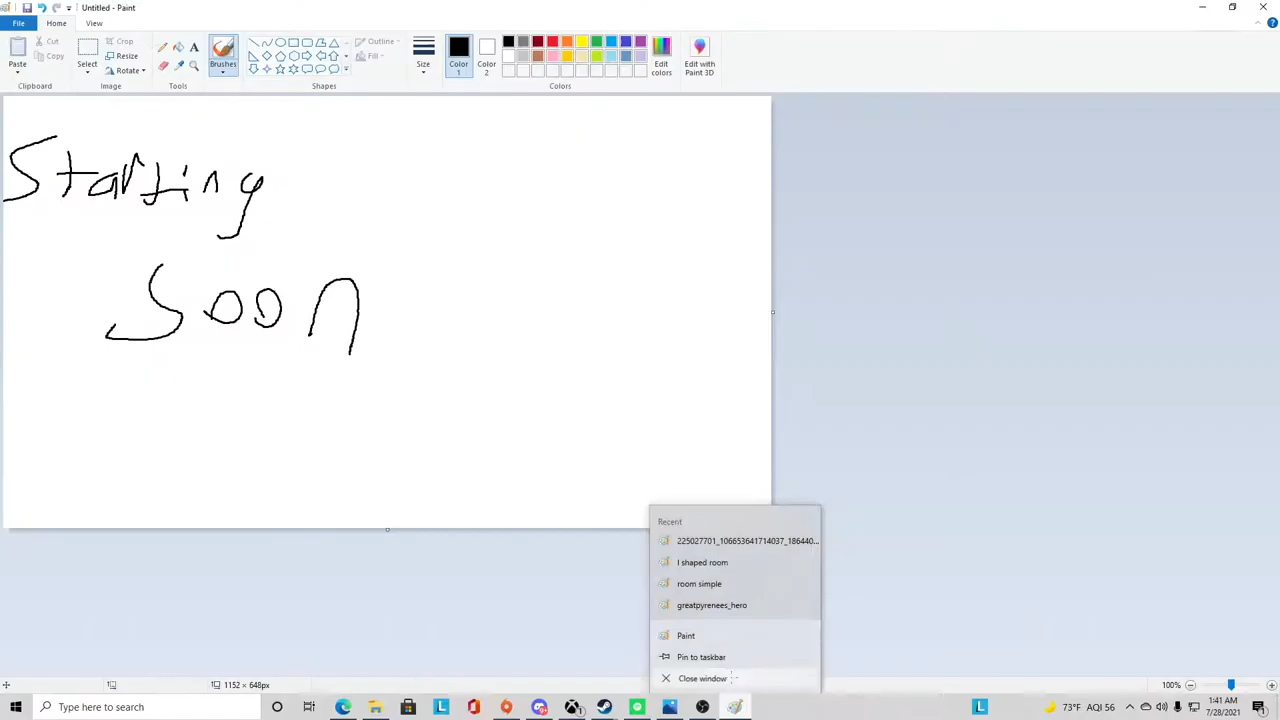 Untitled - Paint
File
Home
View
Paste
Cut
Copy
Clipboard
Select
Crop
Resize
Rotate
Image
A
Tools
Brushes
Outline
Fill
Shapes
Size
Color
1
Color
2
Edit
colors
Colors
Edit with
Paint 3D
Starting
Soon
Recent
225027701_106653641714037_186440...
I shaped room
room simple
greatpyrenees_hero
Paint
Pin to taskbar
Close window
1152 × 648px
100%
Type here to search
L
1
L
73°F AQI 56
1:41 AM
7/28/2021
1